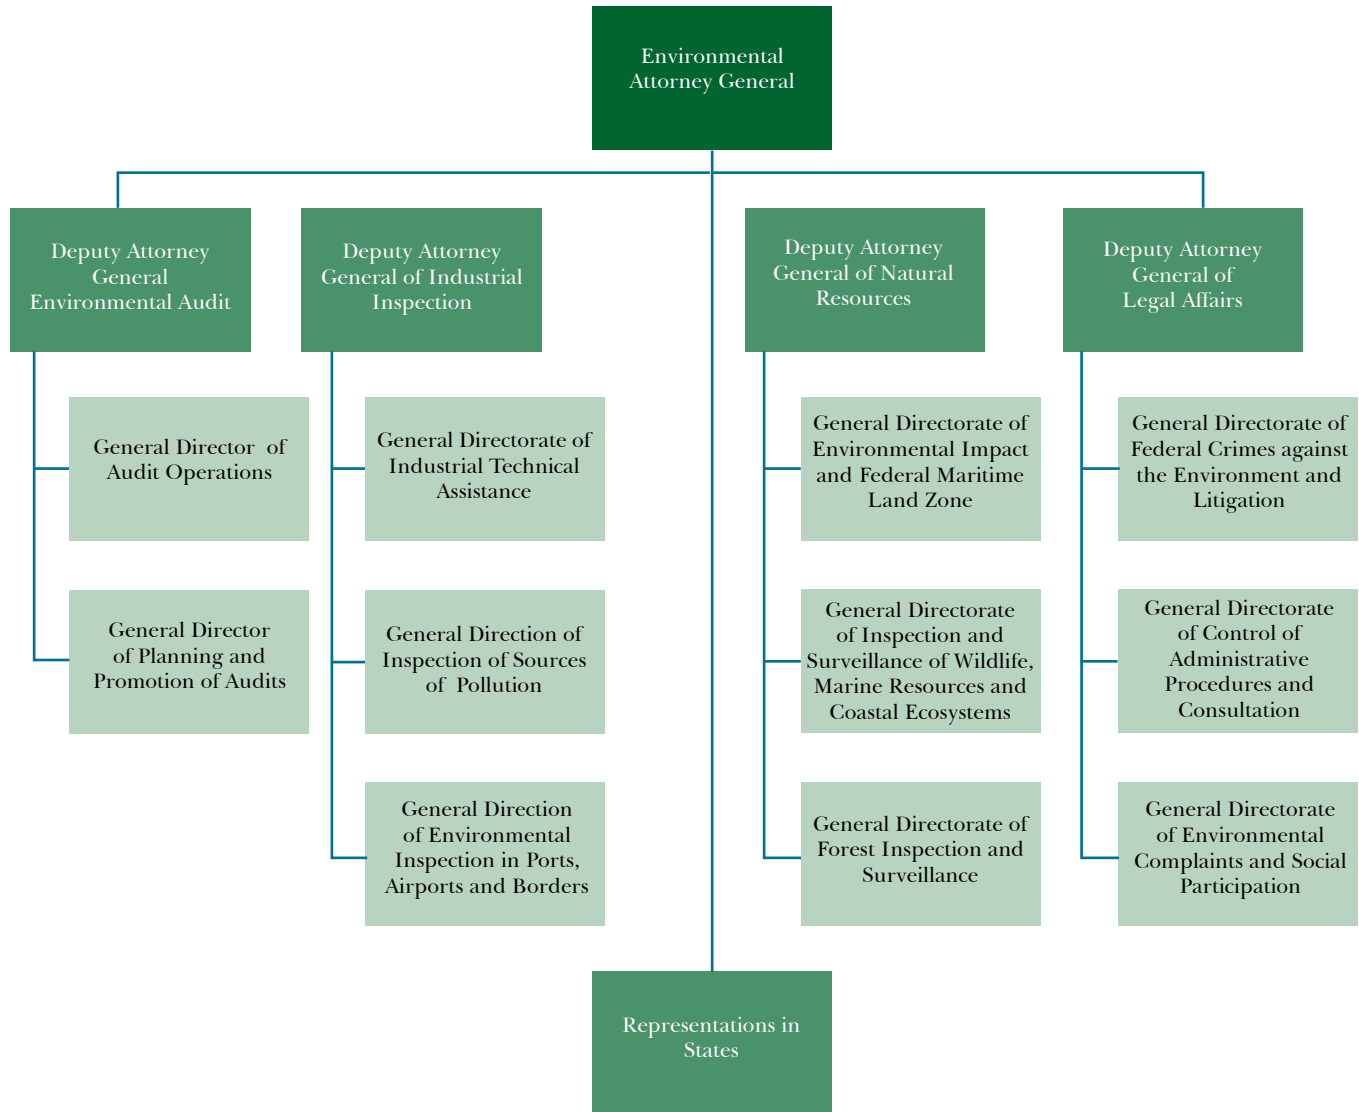 Environmental
Attorney General
Deputy Attorney
General
Environmental Audit
Deputy Attorney
General of Industrial
Inspection
Deputy Attorney
General of Natural
Resources
Deputy Attorney
General of
Legal Affairs
General Director of
Audit Operations
General Directorate of
Industrial Technical
Assistance
General Directorate of
Environmental Impact
and Federal Maritime
Land Zone
General Directorate of
Federal Crimes against
the Environment and
Litigation
General Director
of Planning and
Promotion of Audits
General Direction of
Inspection of Sources
of Pollution
General Directorate
of Inspection and
Surveillance of Wildlife,
Marine Resources and
Coastal Ecosystems
General Directorate
of Control of
Administrative
Procedures and
Consultation
General Direction
of Environmental
Inspection in Ports,
Airports and Borders
General Directorate of
Forest Inspection and
Surveillance
General Directorate
of Environmental
Complaints and Social
Participation
Representations in
States